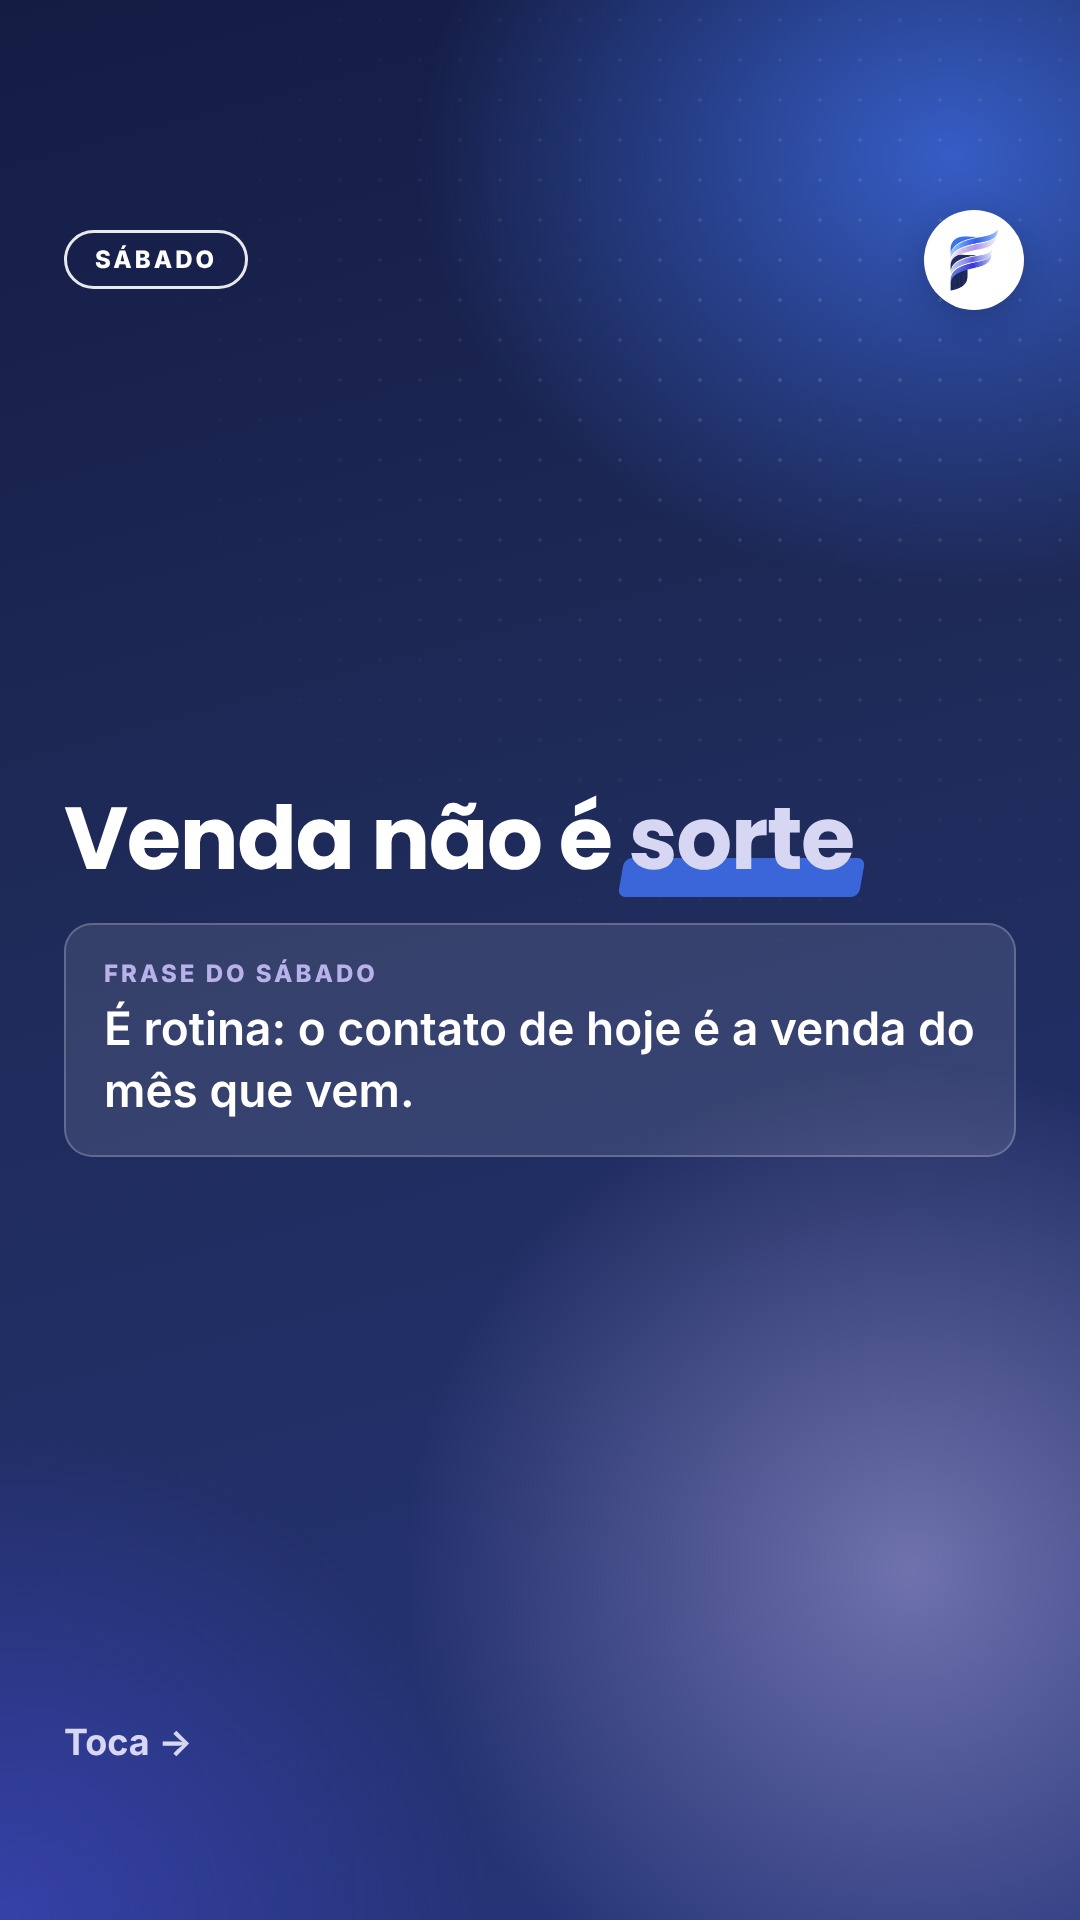 SÁBADO
Venda não é sorte
FRASE DO SÁBADO
É rotina: o contato de hoje é a venda do
mês que vem.
Toca →